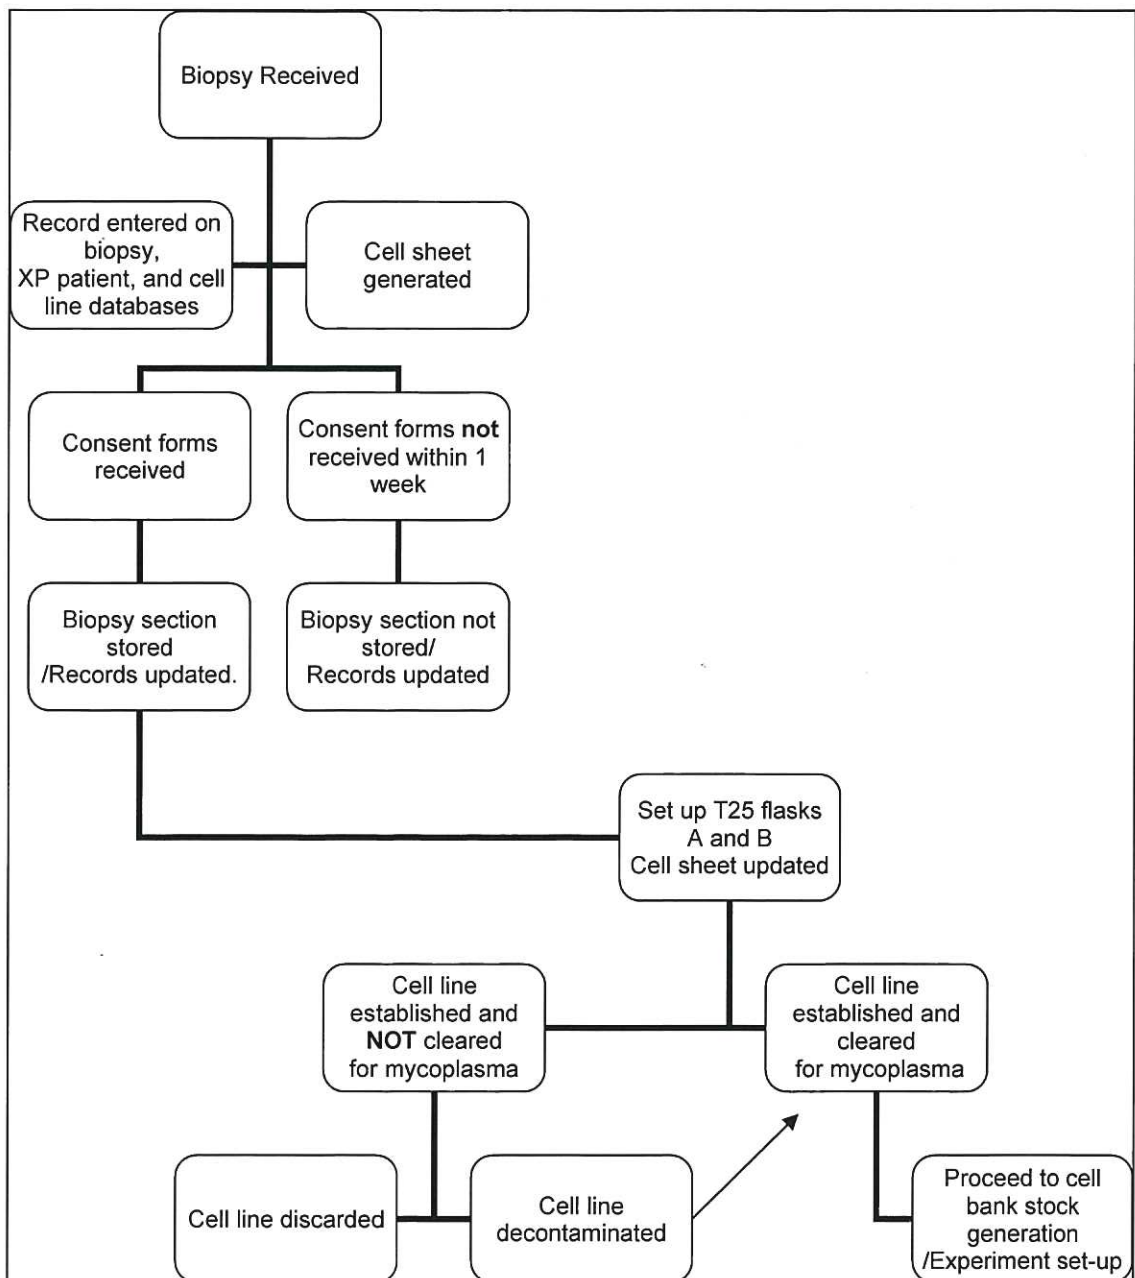 Biopsy Received
Record entered on
biopsy,
XP patient, and cell
line databases
Cell sheet
generated
Consent forms
received
Consent forms not
received within 1
week
Biopsy section
stored
/Records updated.
Biopsy section not
stored/
Records updated
Set up T25 flasks
A and B
Cell sheet updated
Cell line
established and
NOT cleared
for mycoplasma
Cell line
established and
cleared
for mycoplasma
Cell line discarded
Cell line
decontaminated
Proceed to cell
bank stock
generation
/Experiment set-up